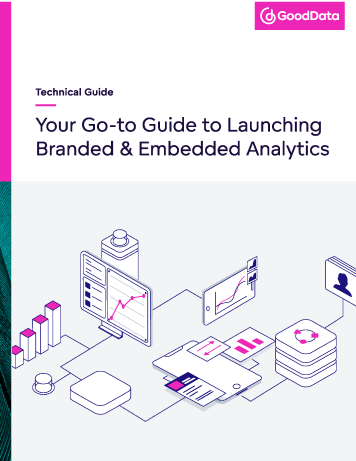 GoodData
Technical Guide
Your Go-to Guide to Launching
Branded & Embedded Analytics